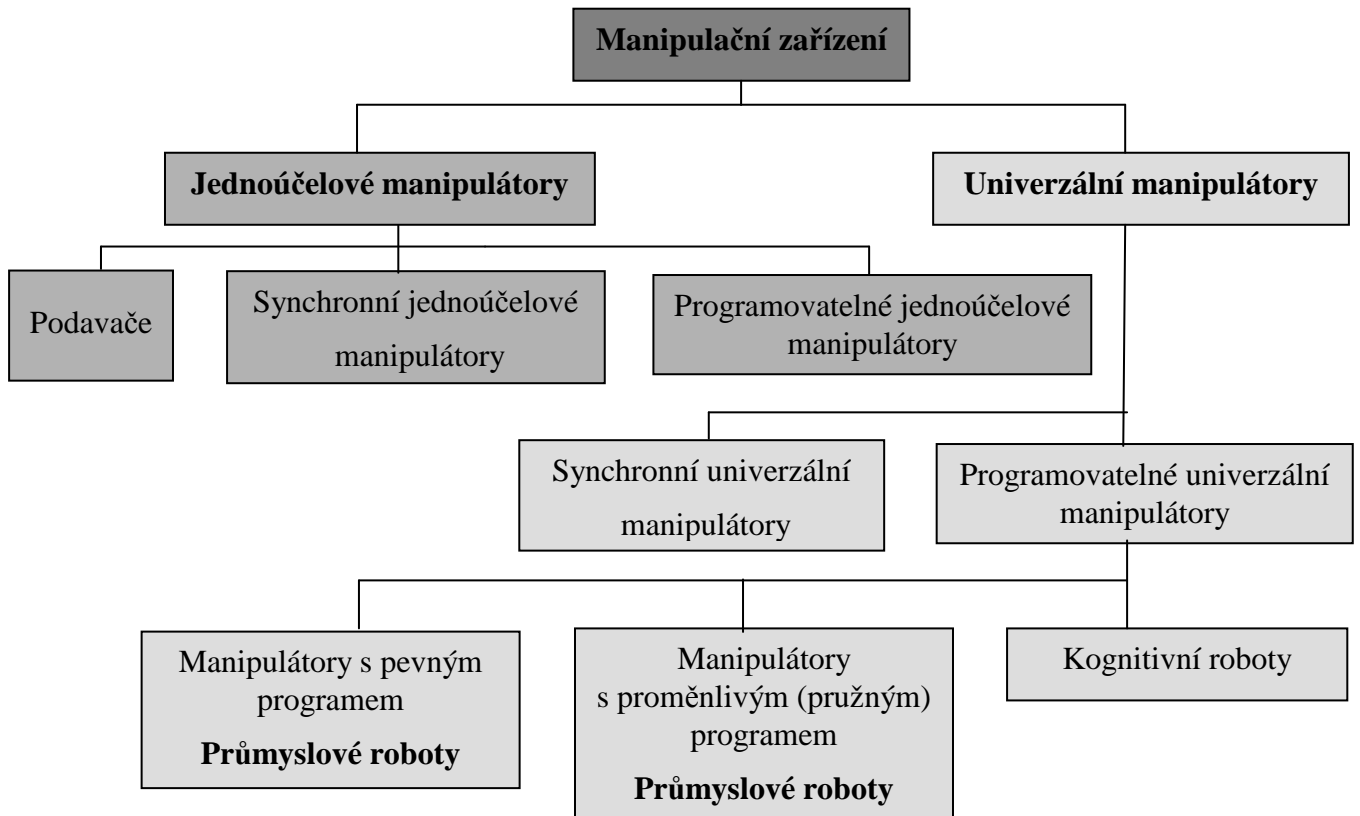 Manipulační zařízení
Jednoúčelové manipulátory
Univerzální manipulátory
Podavače
Synchronní jednoúčelové
manipulátory
Programovatelné jednoúčelové
manipulátory
Synchronní univerzální
manipulátory
Programovatelné univerzální
manipulátory
Manipulátory s pevným
programem
Průmyslové roboty
Manipulátory
s proměnlivým (pružným)
programem
Průmyslové roboty
Kognitivní roboty